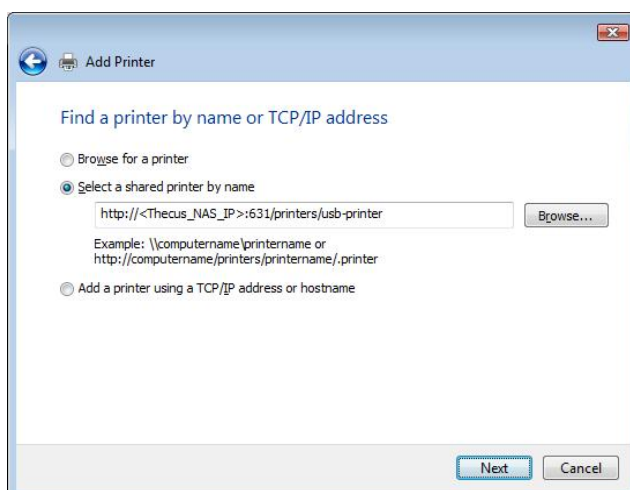 Add Printer
Find a printer by name or TCP/IP address
Browse for a printer
Select a shared printer by name
http://<Thecus_NAS_IP>:631/printers/usb-printer
Browse...
Example: \\computername\printername or
http://computername/printers/printername/.printer
Add a printer using a TCP/IP address or hostname
Next
Cancel